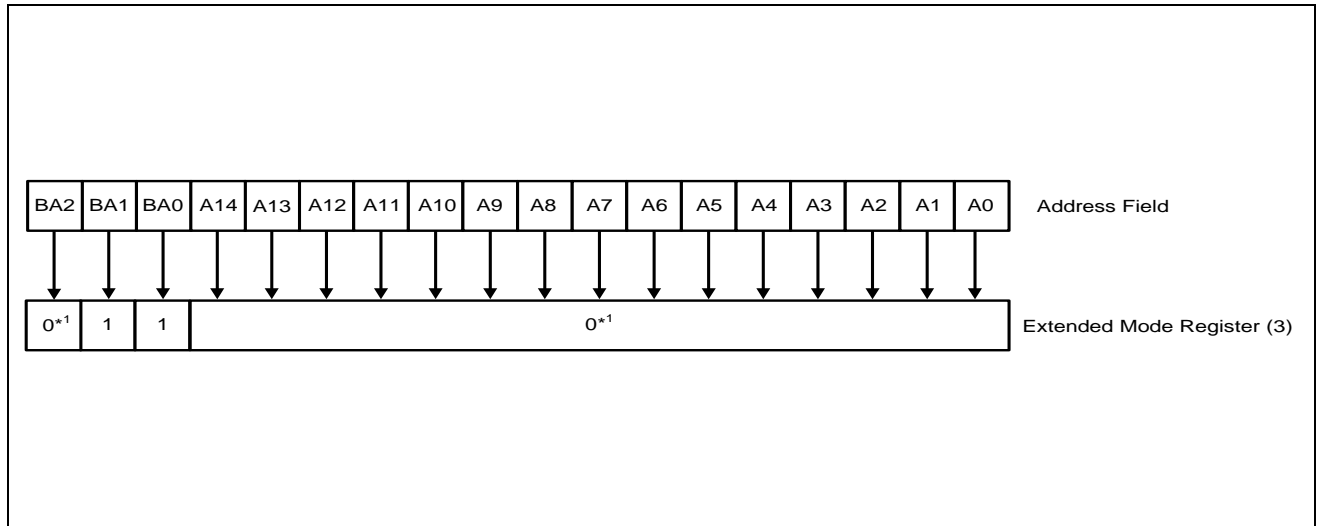 BA2 BA1 BA0 A14 A13 A12 A11 A10 A9 A8 A7 A6 A5 A4 A3 A2 A1 A0 Address Field
0*1 1 1 0*1 Extended Mode Register (3)